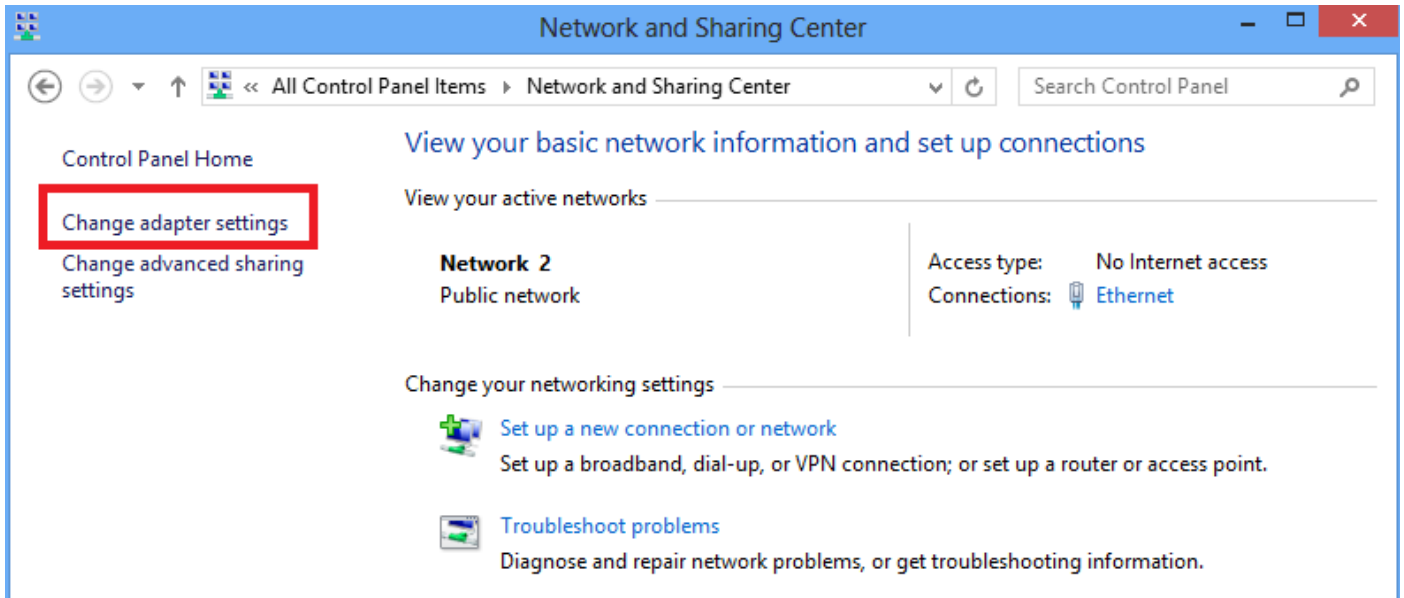 Network and Sharing Center
« All Control Panel Items Network and Sharing Center
Search Control Panel
Control Panel Home
Change adapter settings
Change advanced sharing
settings
View your basic network information and set up connections
View your active networks
Network 2
Public network
Access type: No Internet access
Connections: Ethernet
Change your networking settings
Set up a new connection or network
Set up a broadband, dial-up, or VPN connection; or set up a router or access point.
Troubleshoot problems
Diagnose and repair network problems, or get troubleshooting information.